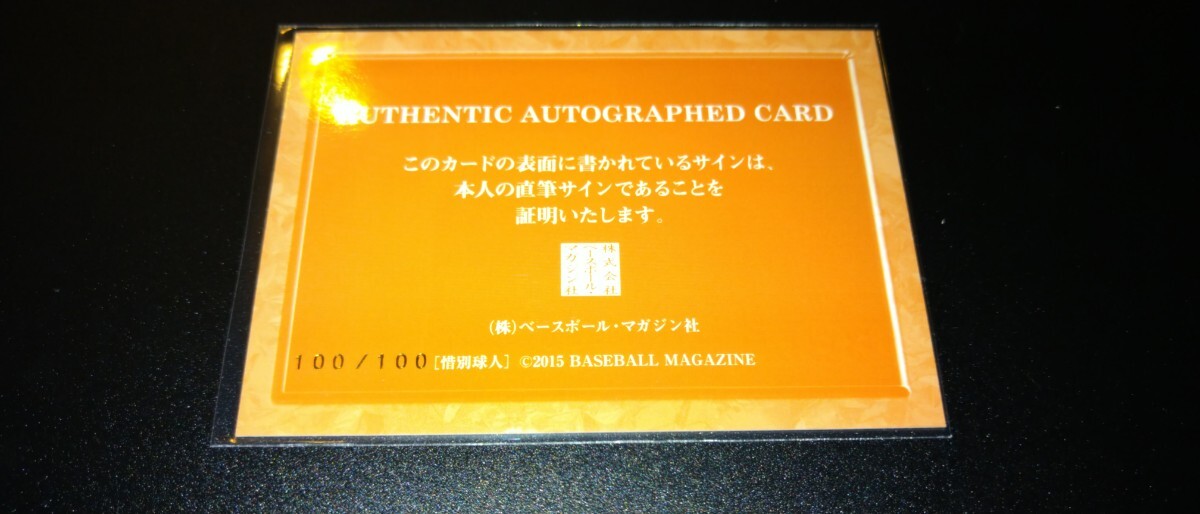 AUTHENTIC AUTOGRAPHED CARD
このカードの表面に書かれているサインは、
本人の直筆サインであることを
証明いたします。
株式会社
ベースボール・
マガジン社
(株)ベースボール・マガジン社
100/100 [惜別球人] ©2015 BASEBALL MAGAZINE